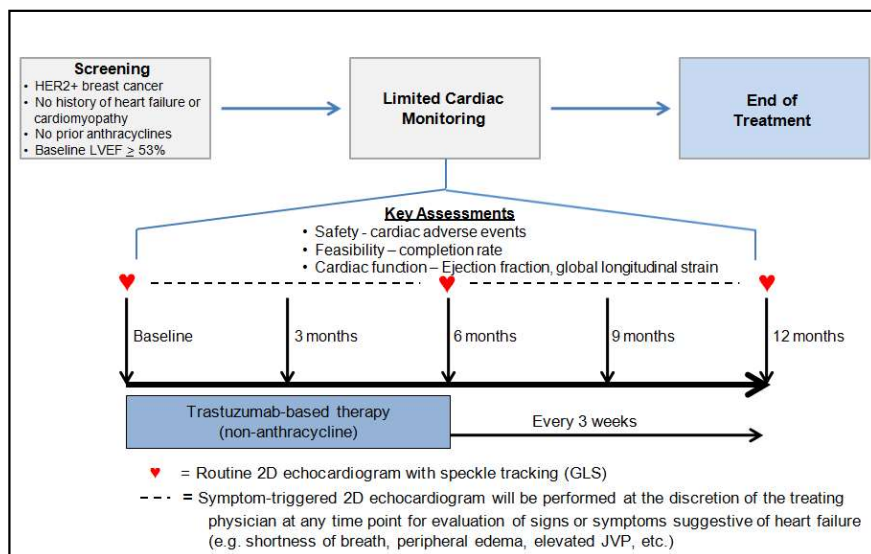 Screening
• HER2+ breast cancer
• No history of heart failure or
cardiomyopathy
• No prior anthracyclines
• Baseline LVEF ≥ 53%
Limited Cardiac
Monitoring
End of
Treatment
Key Assessments
• Safety - cardiac adverse events
• Feasibility – completion rate
• Cardiac function – Ejection fraction, global longitudinal strain
Baseline
3 months
6 months
9 months
12 months
Trastuzumab-based therapy
(non-anthracycline)
Every 3 weeks
= Routine 2D echocardiogram with speckle tracking (GLS)
= Symptom-triggered 2D echocardiogram will be performed at the discretion of the treating
physician at any time point for evaluation of signs or symptoms suggestive of heart failure
(e.g. shortness of breath, peripheral edema, elevated JVP, etc.)